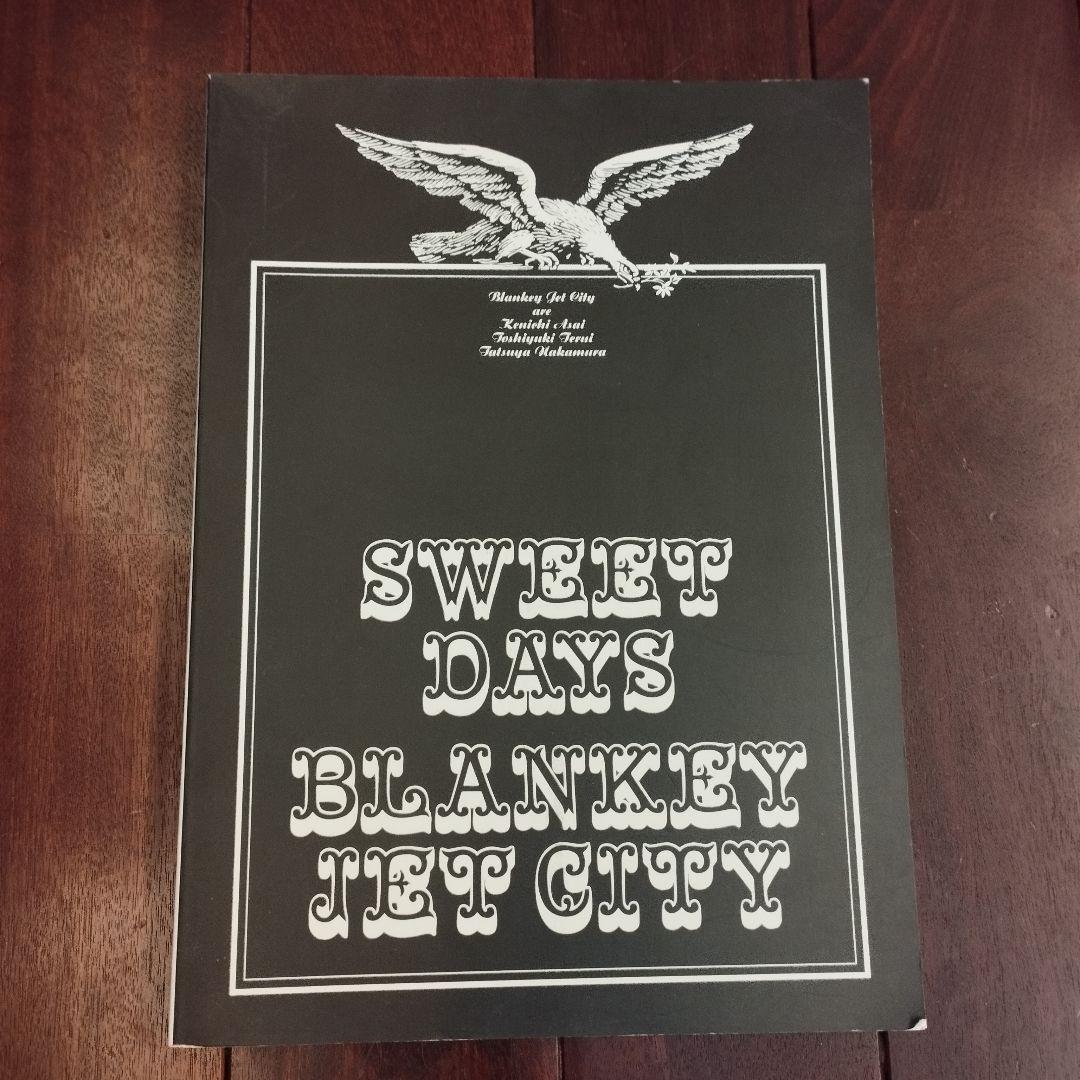 Blankey Jet City
are
Kenichi Asai
Toshiyuki Terui
Tatsuya Nakamura
SWEET
DAYS
BLANKEY
JET CITY